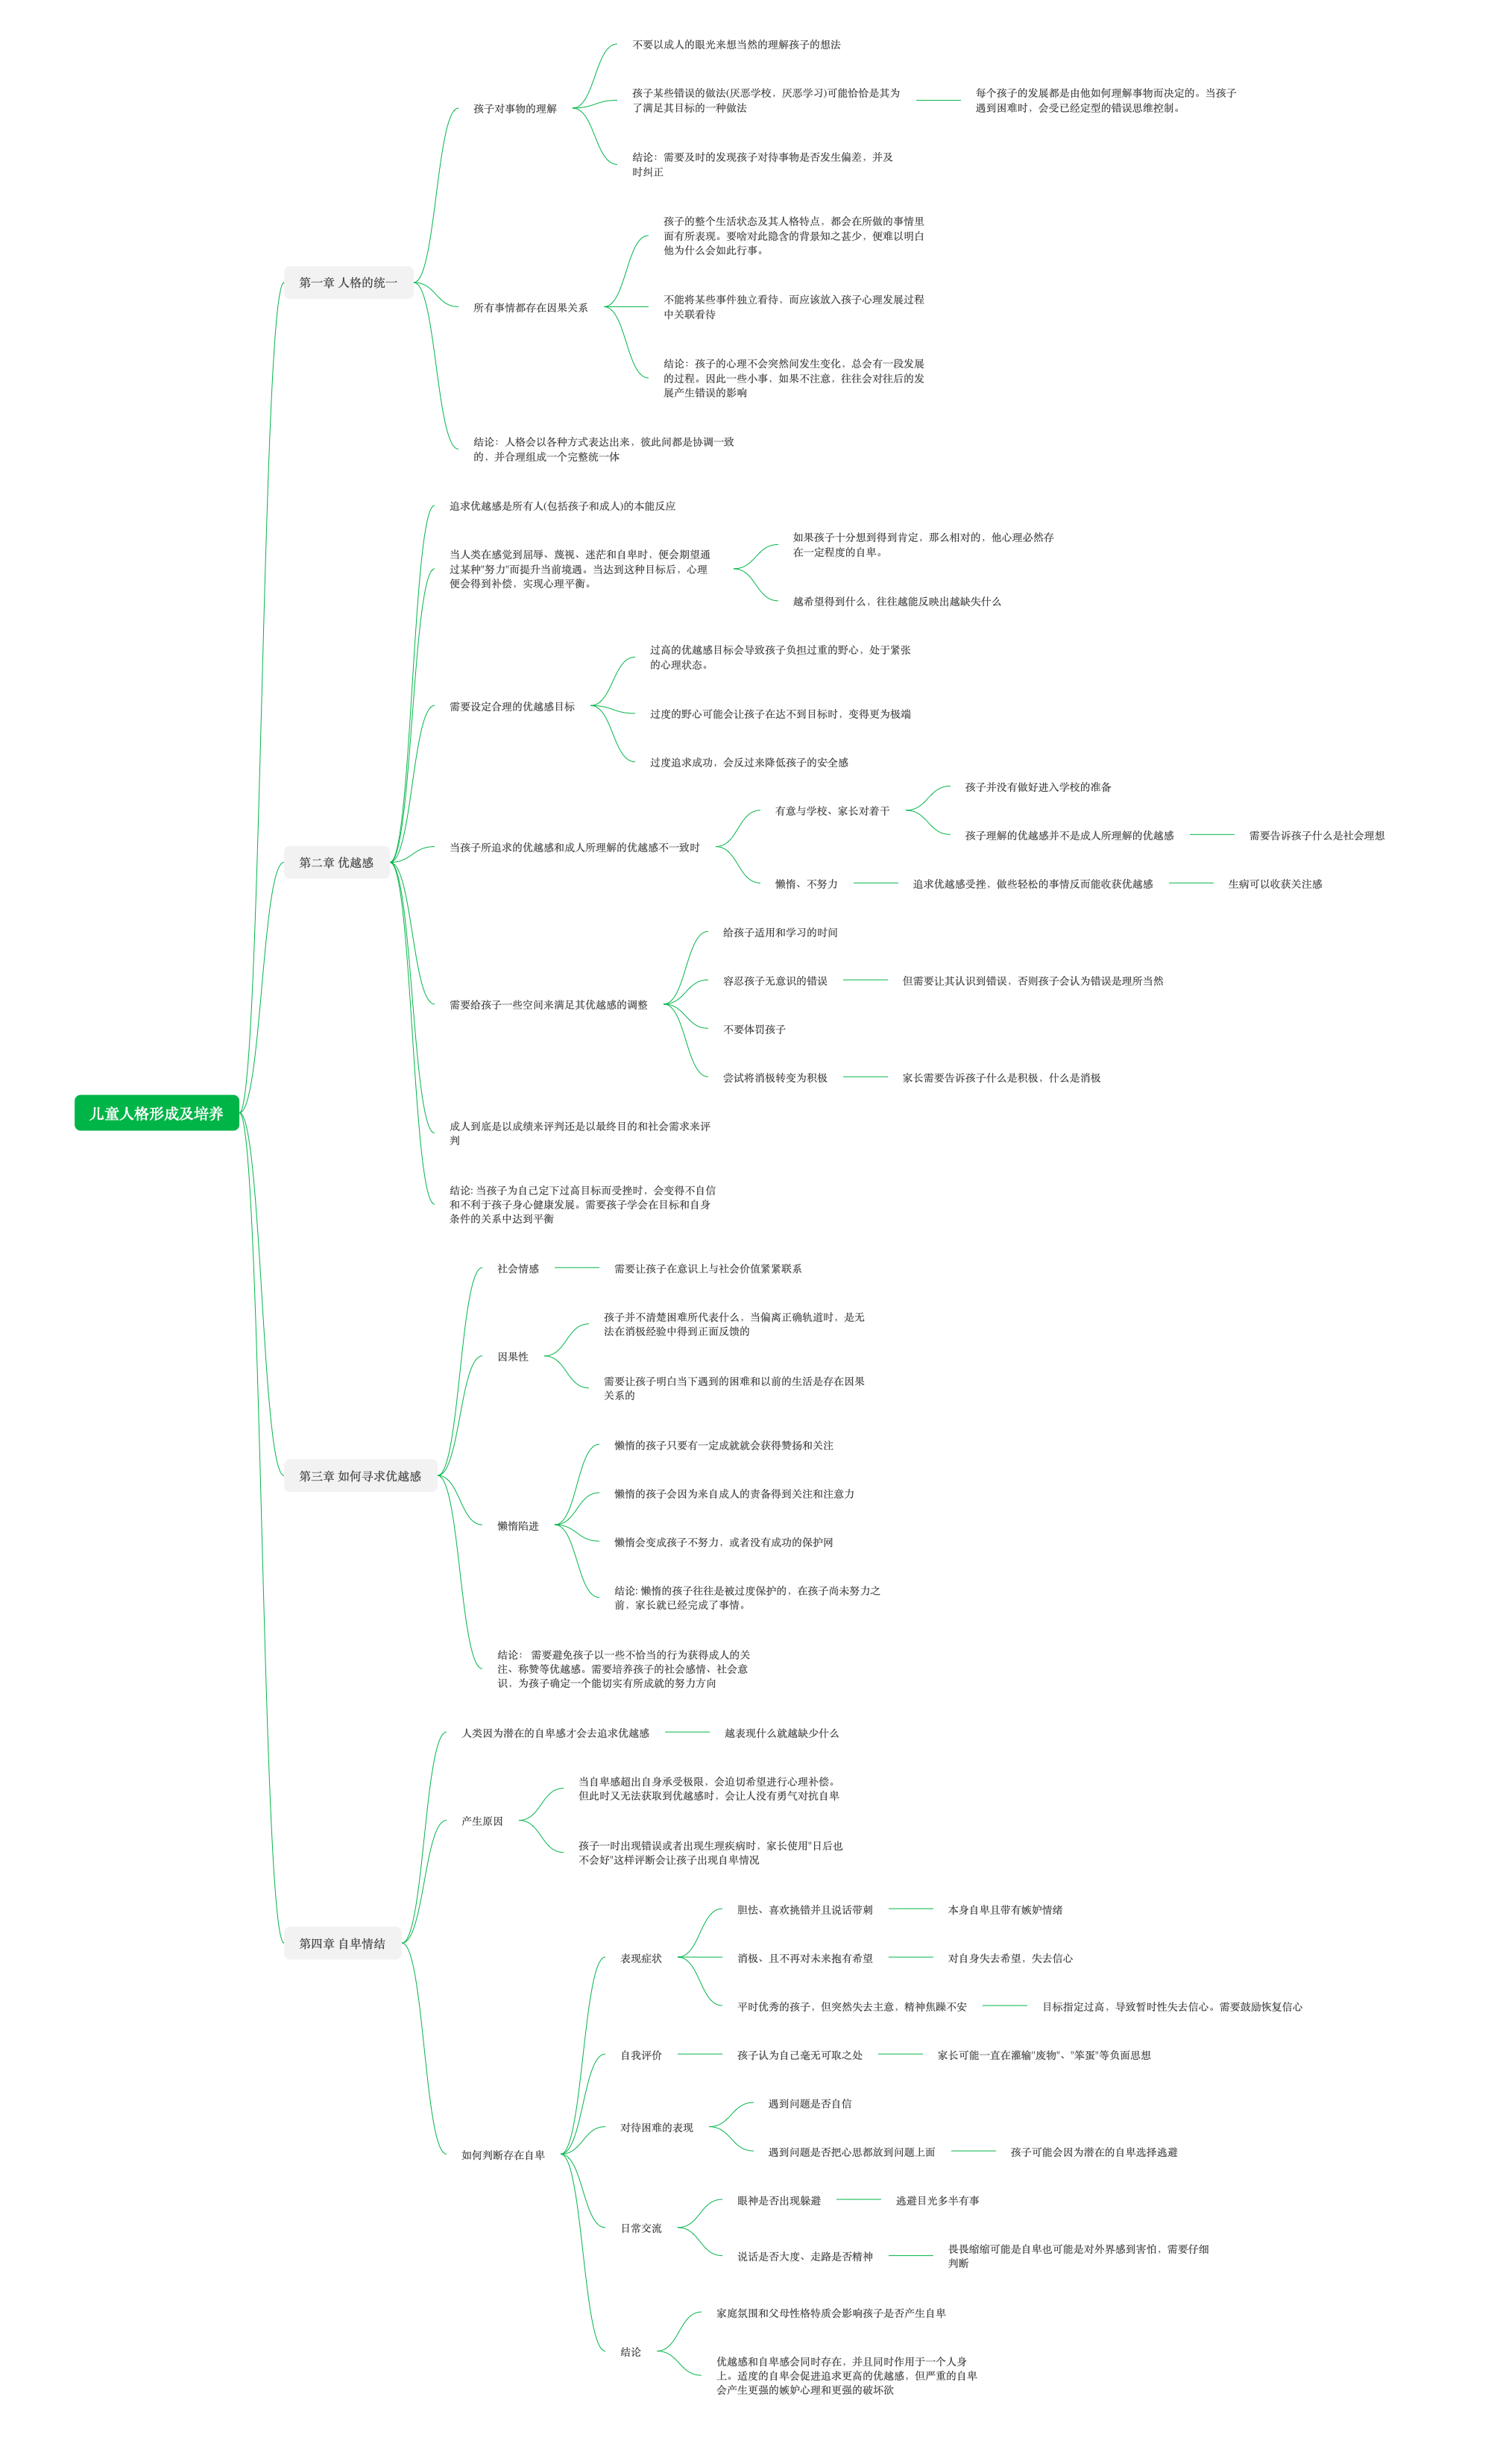 儿童人格形成及培养
第一章 人格的统一
孩子对事物的理解
不要以成人的眼光来想当然的理解孩子的想法
孩子某些错误的做法(厌恶学校，厌恶学习)可能恰恰是其为
了满足其目标的一种做法
每个孩子的发展都是由他如何理解事物而决定的。当孩子
遇到困难时，会受已经定型的错误思维控制。
结论：需要及时的发现孩子对待事物是否发生偏差，并及
时纠正
所有事情都存在因果关系
孩子的整个生活状态及其人格特点，都会在所做的事情里
面有所表现。要啥对此隐含的背景知之甚少，便难以明白
他为什么会如此行事。
不能将某些事件独立看待，而应该放入孩子心理发展过程
中关联看待
结论：孩子的心理不会突然间发生变化，总会有一段发展
的过程。因此一些小事，如果不注意，往往会对往后的发
展产生错误的影响
结论：人格会以各种方式表达出来，彼此间都是协调一致
的，并合理组成一个完整统一体
第二章 优越感
追求优越感是所有人(包括孩子和成人)的本能反应
当人类在感觉到屈辱、蔑视、迷茫和自卑时，便会期望通
过某种"努力"而提升当前境遇。当达到这种目标后，心理
便会得到补偿，实现心理平衡。
如果孩子十分想到得到肯定，那么相对的，他心理必然存
在一定程度的自卑。
越希望得到什么，往往越能反映出越缺失什么
需要设定合理的优越感目标
过高的优越感目标会导致孩子负担过重的野心，处于紧张
的心理状态。
过度的野心可能会让孩子在达不到目标时，变得更为极端
过度追求成功，会反过来降低孩子的安全感
当孩子所追求的优越感和成人所理解的优越感不一致时
有意与学校、家长对着干
孩子并没有做好进入学校的准备
孩子理解的优越感并不是成人所理解的优越感
需要告诉孩子什么是社会理想
懒惰、不努力
追求优越感受挫，做些轻松的事情反而能收获优越感
生病可以收获关注感
需要给孩子一些空间来满足其优越感的调整
给孩子适用和学习的时间
容忍孩子无意识的错误
但需要让其认识到错误，否则孩子会认为错误是理所当然
不要体罚孩子
尝试将消极转变为积极
家长需要告诉孩子什么是积极，什么是消极
成人到底是以成绩来评判还是以最终目的和社会需求来评
判
结论: 当孩子为自己定下过高目标而受挫时，会变得不自信
和不利于孩子身心健康发展。需要孩子学会在目标和自身
条件的关系中达到平衡
第三章 如何寻求优越感
社会情感
需要让孩子在意识上与社会价值紧紧联系
因果性
孩子并不清楚困难所代表什么，当偏离正确轨道时，是无
法在消极经验中得到正面反馈的
需要让孩子明白当下遇到的困难和以前的生活是存在因果
关系的
懒惰陷进
懒惰的孩子只要有一定成就就会获得赞扬和关注
懒惰的孩子会因为来自成人的责备得到关注和注意力
懒惰会变成孩子不努力，或者没有成功的保护网
结论: 懒惰的孩子往往是被过度保护的，在孩子尚未努力之
前，家长就已经完成了事情。
结论： 需要避免孩子以一些不恰当的行为获得成人的关
注、称赞等优越感。需要培养孩子的社会感情、社会意
识，为孩子确定一个能切实有所成就的努力方向
第四章 自卑情结
人类因为潜在的自卑感才会去追求优越感
越表现什么就越缺少什么
产生原因
当自卑感超出自身承受极限，会迫切希望进行心理补偿。
但此时又无法获取到优越感时，会让人没有勇气对抗自卑
孩子一时出现错误或者出现生理疾病时，家长使用"日后也
不会好"这样评断会让孩子出现自卑情况
如何判断存在自卑
表现症状
胆怯、喜欢挑错并且说话带刺
本身自卑且带有嫉妒情绪
消极、且不再对未来抱有希望
对自身失去希望，失去信心
平时优秀的孩子，但突然失去主意，精神焦躁不安
目标指定过高，导致暂时性失去信心。需要鼓励恢复信心
自我评价
孩子认为自己毫无可取之处
家长可能一直在灌输"废物"、"笨蛋"等负面思想
对待困难的表现
遇到问题是否自信
遇到问题是否把心思都放到问题上面
孩子可能会因为潜在的自卑选择逃避
日常交流
眼神是否出现躲避
逃避目光多半有事
说话是否大度、走路是否精神
畏畏缩缩可能是自卑也可能是对外界感到害怕，需要仔细
判断
结论
家庭氛围和父母性格特质会影响孩子是否产生自卑
优越感和自卑感会同时存在，并且同时作用于一个人身
上。适度的自卑会促进追求更高的优越感，但严重的自卑
会产生更强的嫉妒心理和更强的破坏欲